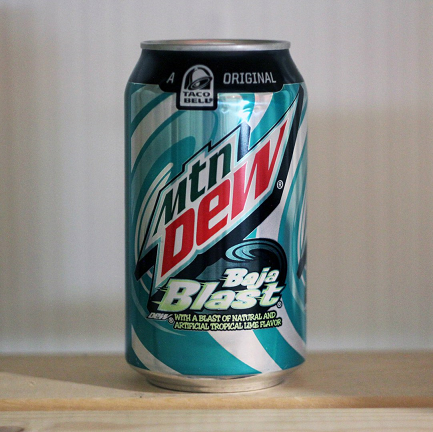 A TACO BELL ORIGINAL
mtn
DEW®
Baja
Blast®
DEW® WITH A BLAST OF NATURAL AND
ARTIFICIAL TROPICAL LIME FLAVOR